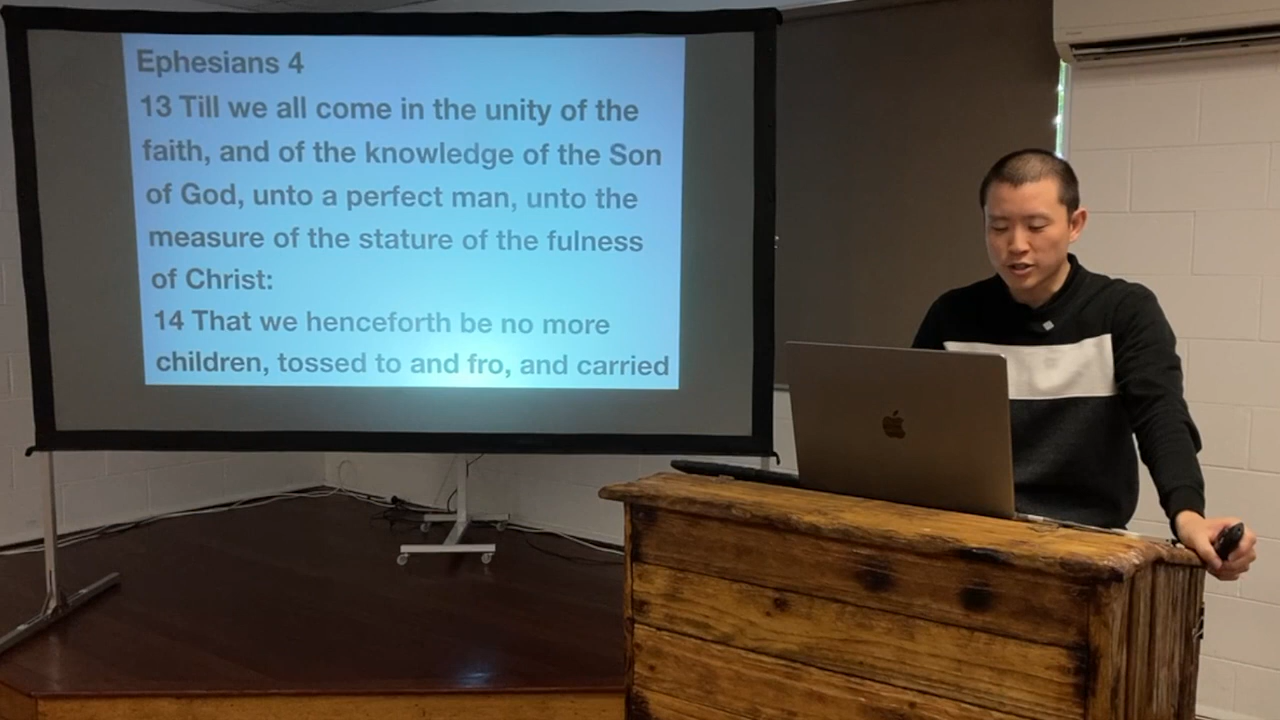 Ephesians 4
13 Till we all come in the unity of the
faith, and of the knowledge of the Son
of God, unto a perfect man, unto the
measure of the stature of the fulness
of Christ:
14 That we henceforth be no more
children, tossed to and fro, and carried